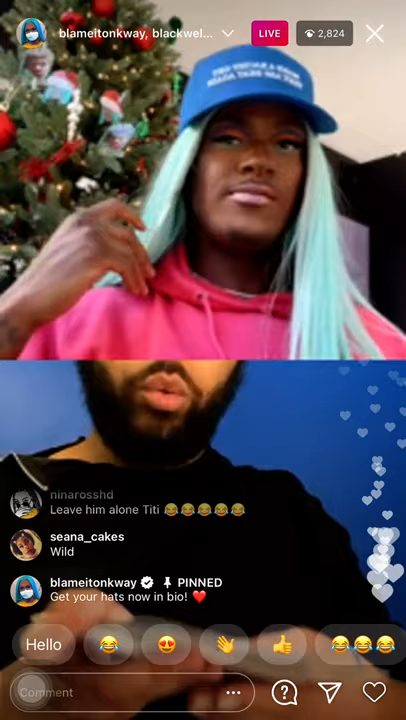 blameitonkway, blackwel...
LIVE
2,824
ninarosshd
Leave him alone Titi 😂😂😂😂😂
seana_cakes
Wild
blameitonkway PINNED
Get your hats now in bio! ❤️
Hello 😂 😍 👋 👍 😂😂😂
Comment ...